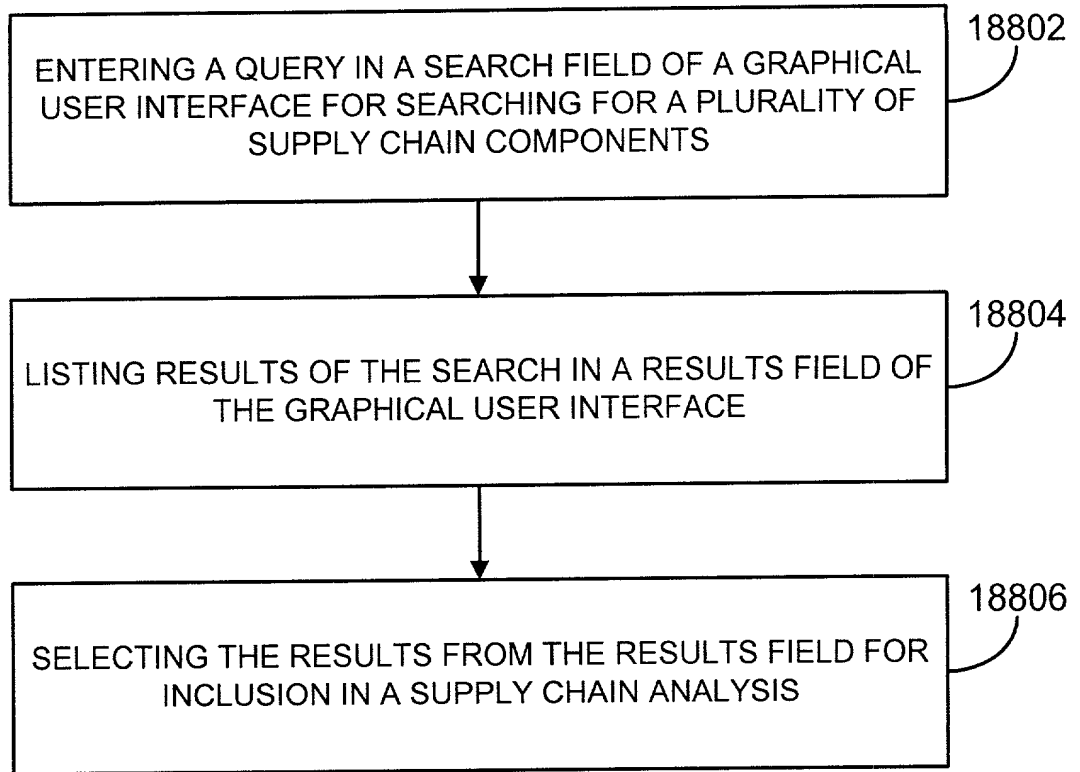 18802
ENTERING A QUERY IN A SEARCH FIELD OF A GRAPHICAL
USER INTERFACE FOR SEARCHING FOR A PLURALITY OF
SUPPLY CHAIN COMPONENTS
18804
LISTING RESULTS OF THE SEARCH IN A RESULTS FIELD OF
THE GRAPHICAL USER INTERFACE
18806
SELECTING THE RESULTS FROM THE RESULTS FIELD FOR
INCLUSION IN A SUPPLY CHAIN ANALYSIS